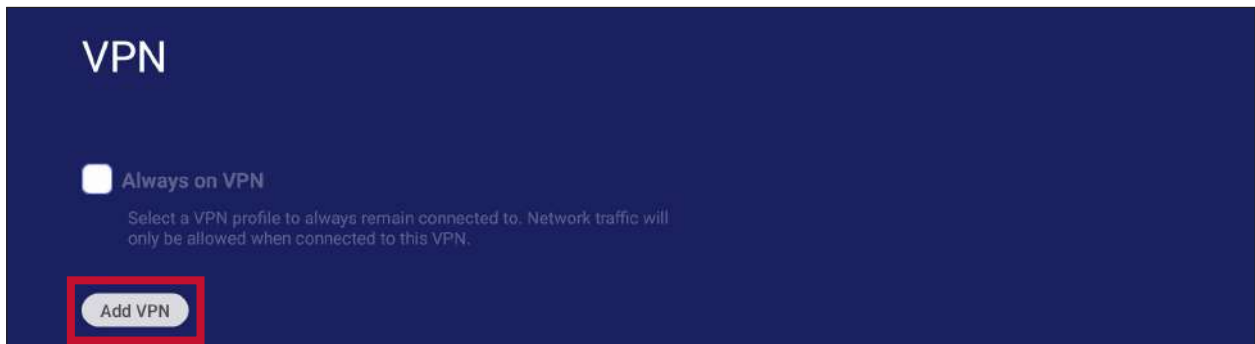 VPN
Always on VPN
Select a VPN profile to always remain connected to. Network traffic will
only be allowed when connected to this VPN.
Add VPN